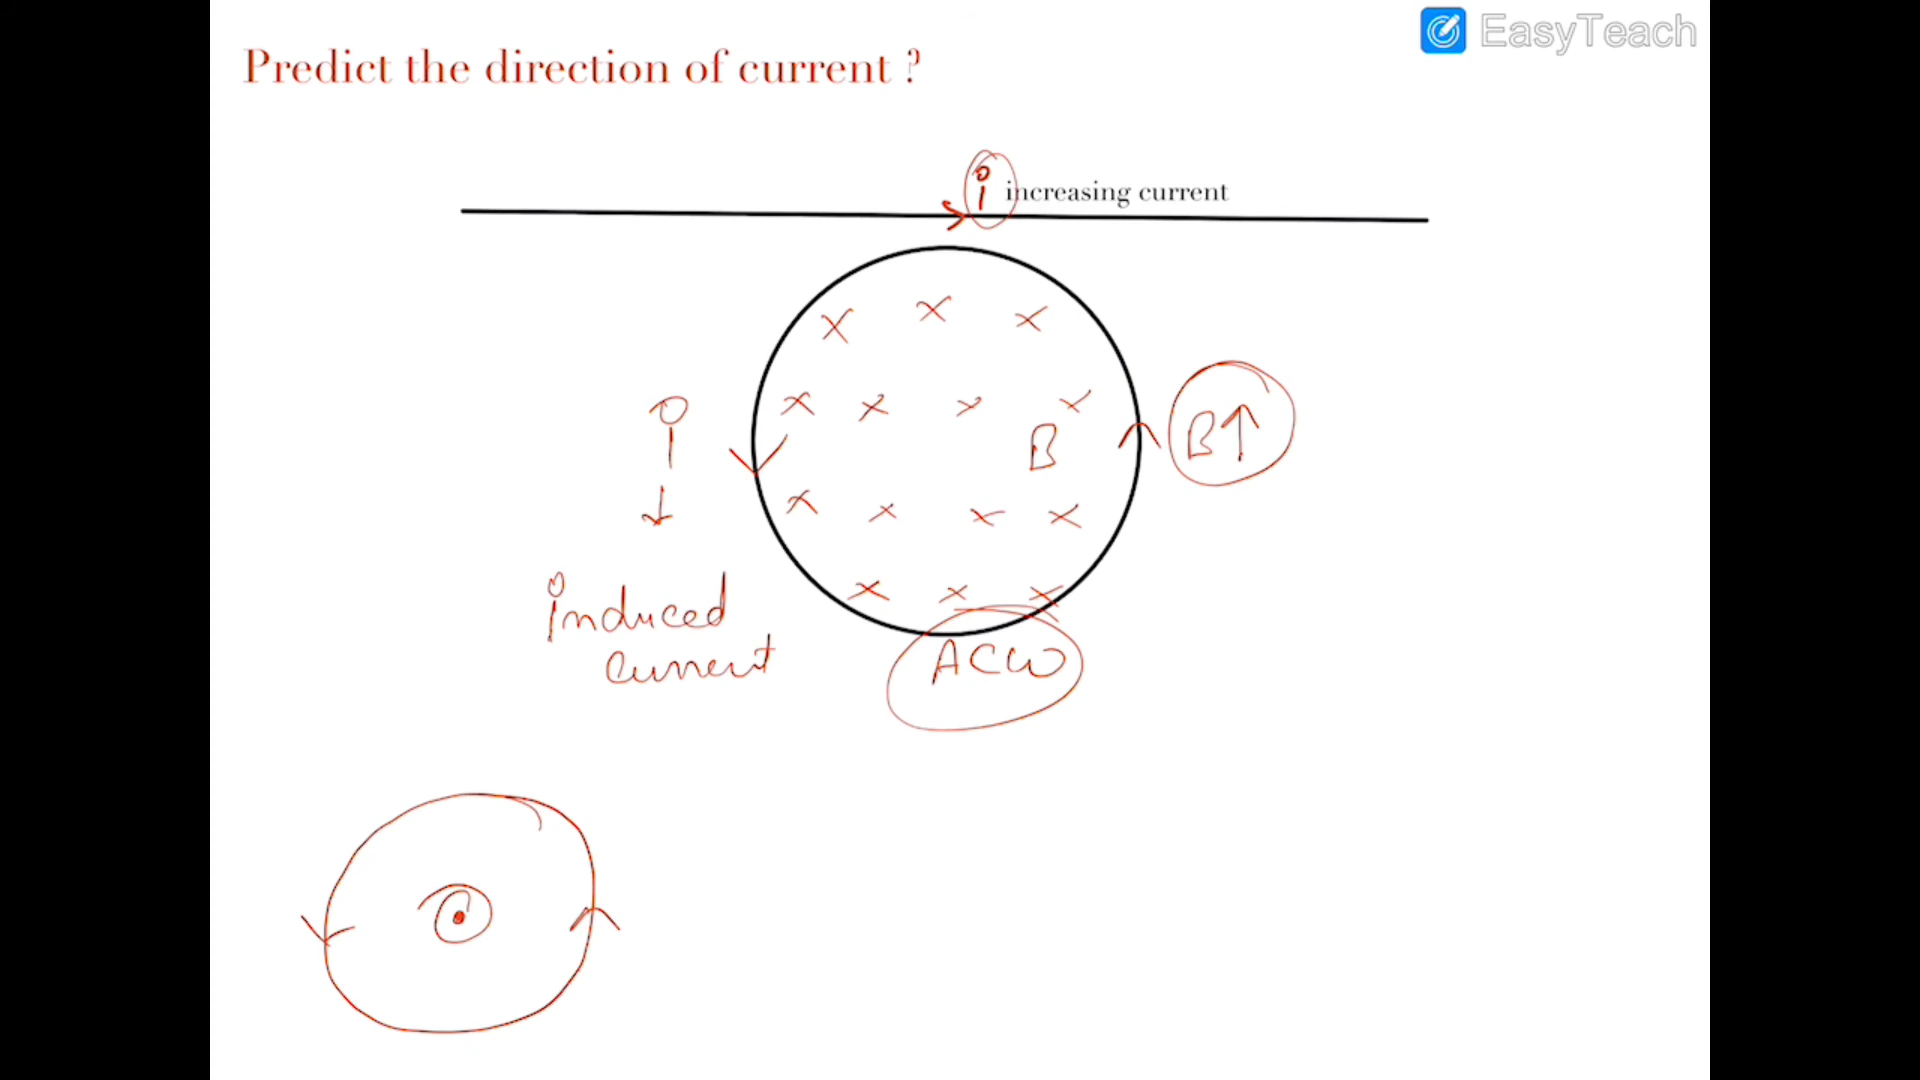 EasyTeach
Predict the direction of current ?
i increasing current
x x x
x x x x
i
B
B↑
x x x x
↓
x x x
induced
current
ACW